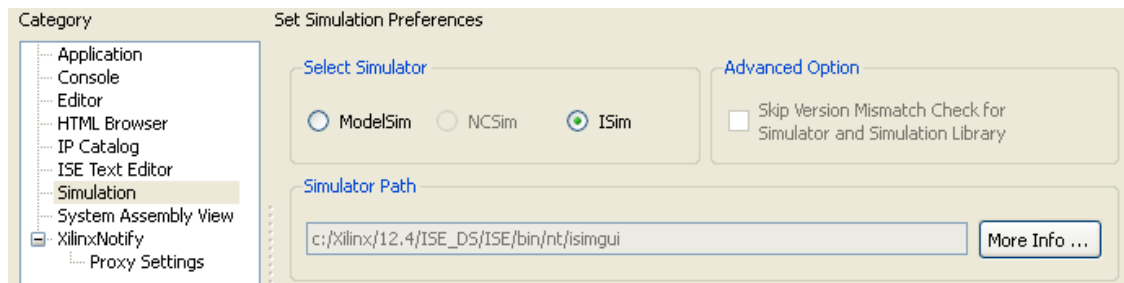 Category
Set Simulation Preferences
Application
Console
Editor
HTML Browser
IP Catalog
ISE Text Editor
Simulation
System Assembly View
XilinxNotify
Proxy Settings
Select Simulator
ModelSim
NCSim
ISim
Advanced Option
Skip Version Mismatch Check for
Simulator and Simulation Library
Simulator Path
c:/Xilinx/12.4/ISE_DS/ISE/bin/nt/isimgui
More Info ...